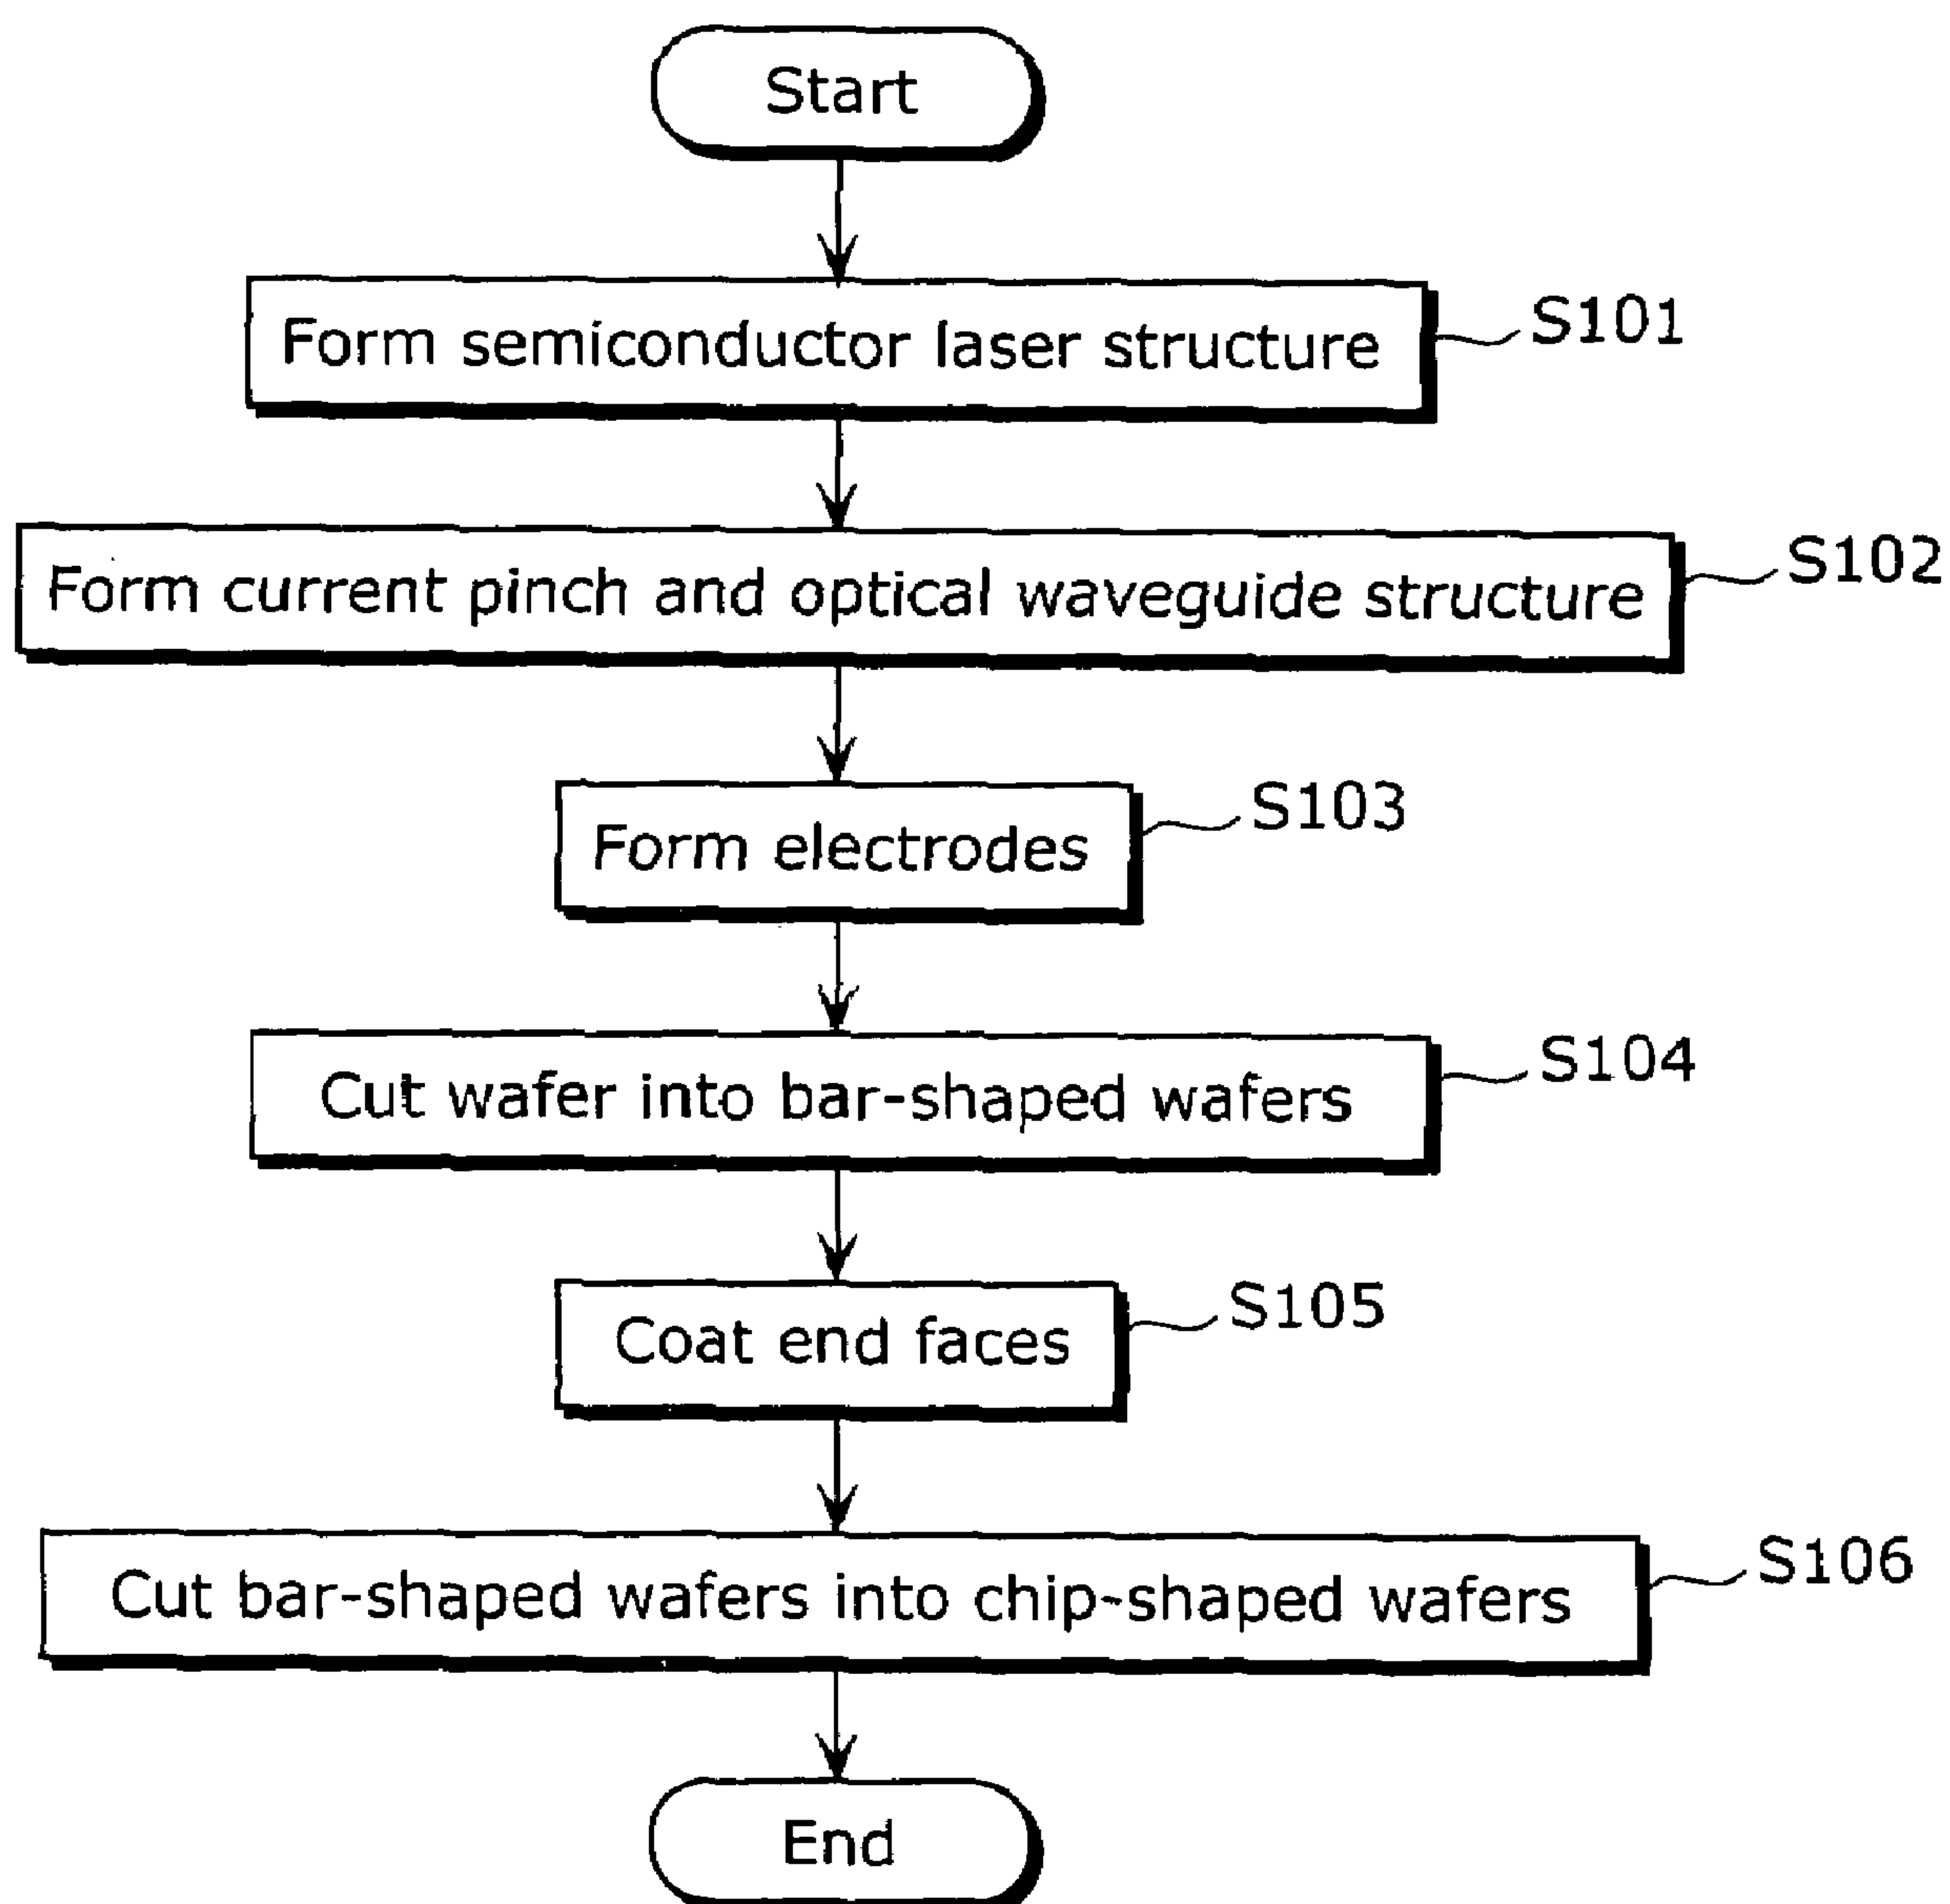 Start
Form semiconductor laser structure
S101
Form current pinch and optical waveguide structure
S102
Form electrodes
S103
Cut wafer into bar-shaped wafers
S104
Coat end faces
S105
Cut bar-shaped wafers into chip-shaped wafers
S106
End